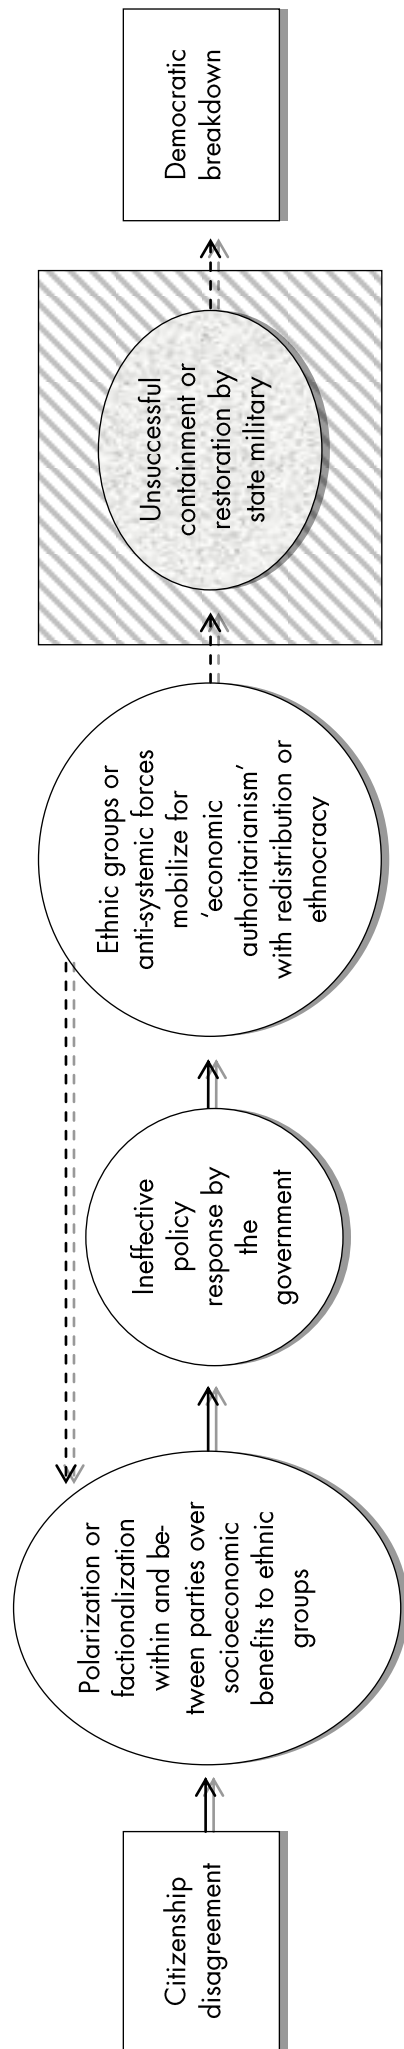 Citizenship
disagreement
Polarization or
factionalization
within and be-
tween parties over
socioeconomic
benefits to ethnic
groups
Ineffective
policy
response by
the
government
Ethnic groups or
anti-systemic forces
mobilize for
‘economic
authoritarianism’
with redistribution or
ethnocracy
Unsuccessful
containment or
restoration by
state military
Democratic
breakdown